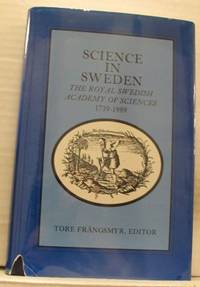 SCIENCE
IN
SWEDEN
THE ROYAL SWEDISH
ACADEMY OF SCIENCES
1739-1989
TORE FRÄNGSMYR, EDITOR